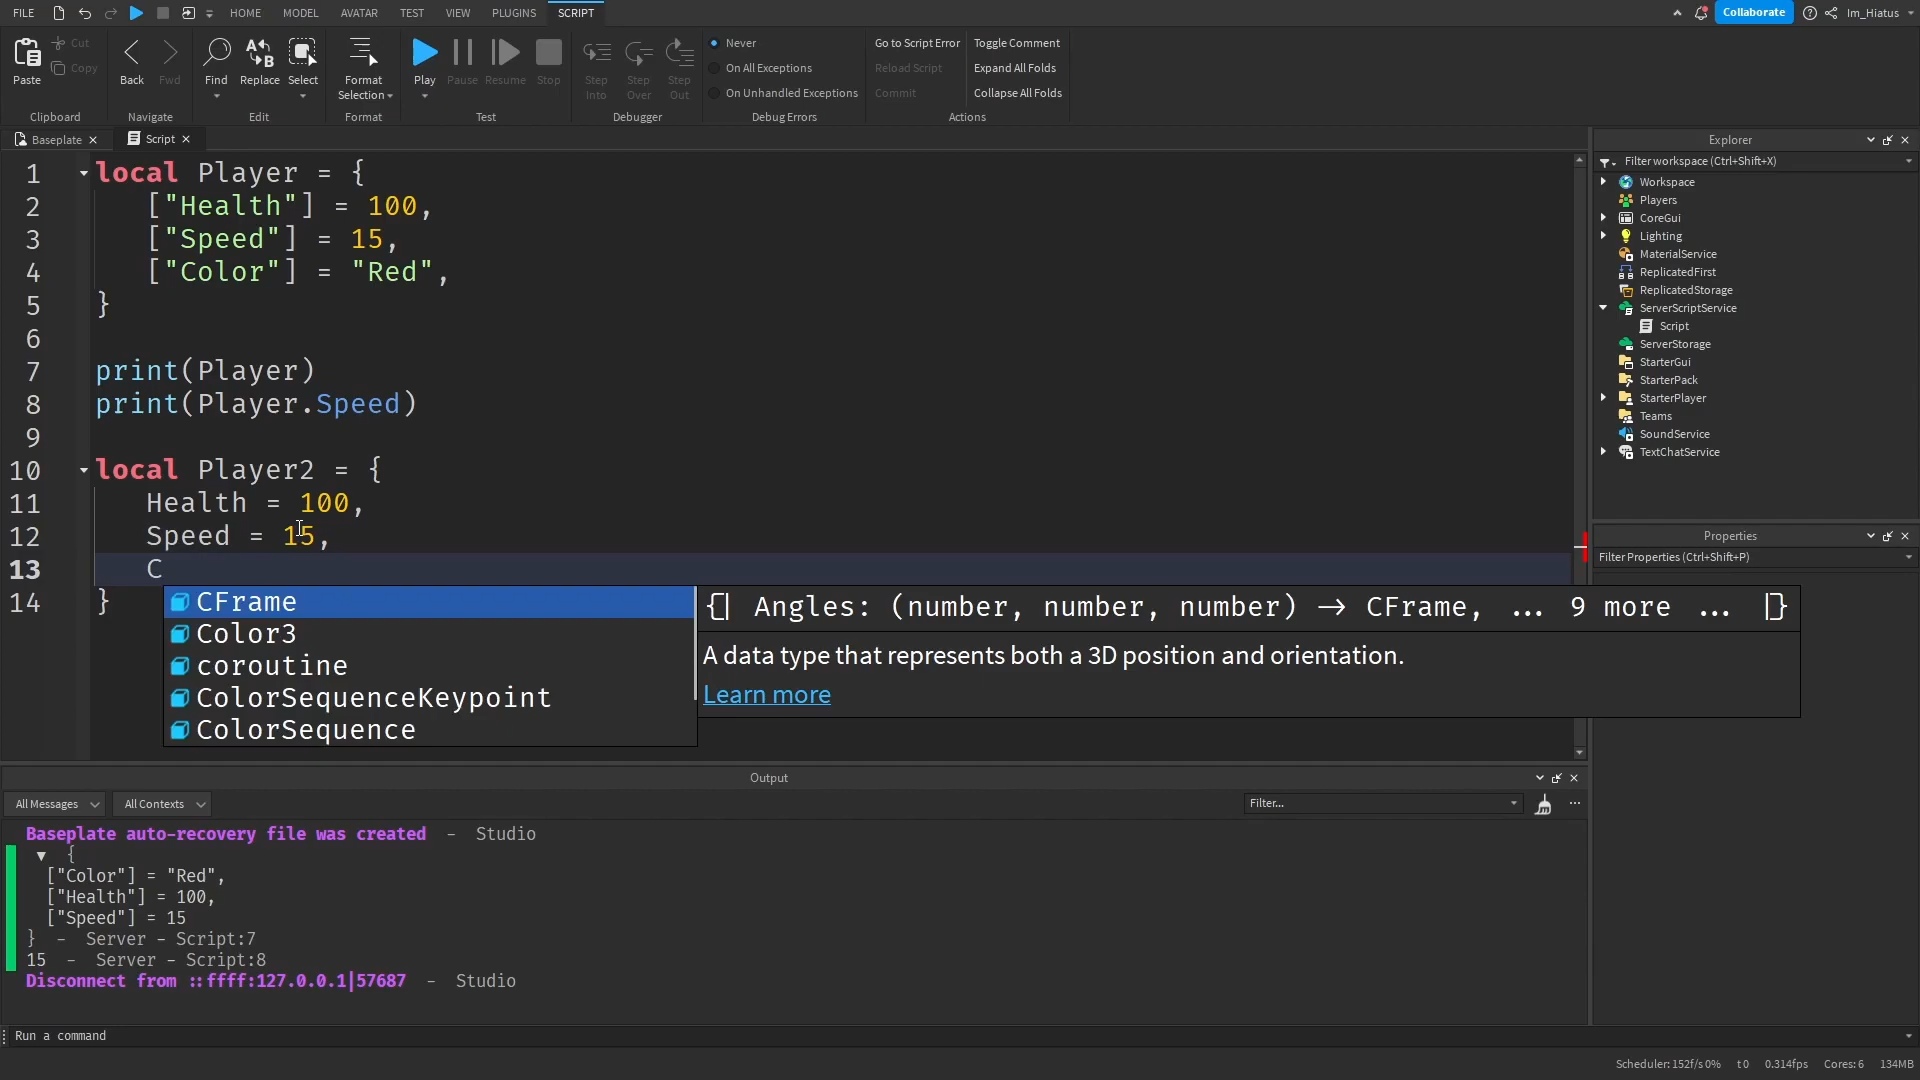 FILE HOME MODEL AVATAR TEST VIEW PLUGINS SCRIPT Collaborate Im_Hiatus
Paste Cut Copy Back Fwd Find Replace Select Format Selection Play Pause Resume Stop Step Into Step Over Step Out
Never Go to Script Error Toggle Comment
On All Exceptions Reload Script Expand All Folds
On Unhandled Exceptions Commit Collapse All Folds
Clipboard Navigate Edit Format Test Debugger Debug Errors Actions
Baseplate Script
1 local Player = {
2 ["Health"] = 100,
3 ["Speed"] = 15,
4 ["Color"] = "Red",
5 }
6
7 print(Player)
8 print(Player.Speed)
9
10 local Player2 = {
11 Health = 100,
12 Speed = 15,
13 C
14 }
CFrame
Color3
coroutine
ColorSequenceKeypoint
ColorSequence
{| Angles: (number, number, number) → CFrame, ... 9 more ... |}
A data type that represents both a 3D position and orientation.
Learn more
Explorer
Filter workspace (Ctrl+Shift+X)
Workspace
Players
CoreGui
Lighting
MaterialService
ReplicatedFirst
ReplicatedStorage
ServerScriptService
Script
ServerStorage
StarterGui
StarterPack
StarterPlayer
Teams
SoundService
TextChatService
Properties
Filter Properties (Ctrl+Shift+P)
Output
All Messages All Contexts Filter...
Baseplate auto-recovery file was created - Studio
▼ {
["Color"] = "Red",
["Health"] = 100,
["Speed"] = 15
} - Server - Script:7
15 - Server - Script:8
Disconnect from ::ffff:127.0.0.1|57687 - Studio
Run a command
Scheduler: 152f/s 0% t 0 0.314fps Cores: 6 134MB